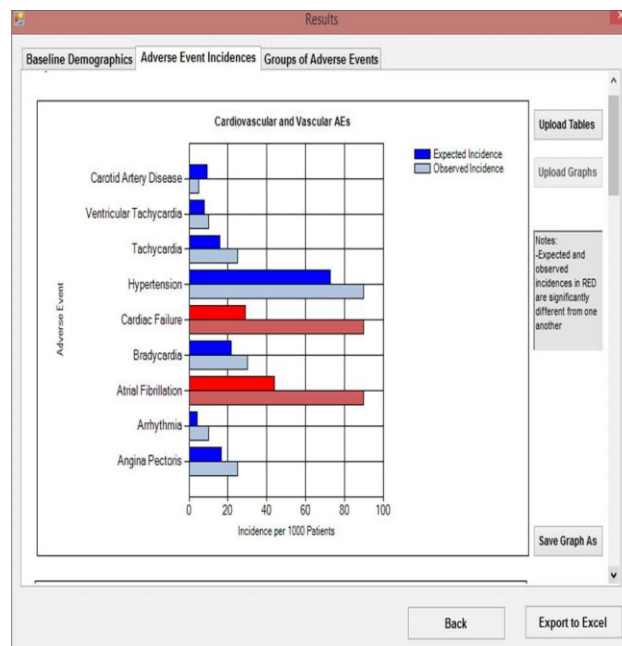 Results
Baseline Demographics
Adverse Event Incidences
Groups of Adverse Events
Cardiovascular and Vascular AEs
Expected Incidence
Observed Incidence
Adverse Event
Carotid Artery Disease
Ventricular Tachycardia
Tachycardia
Hypertension
Cardiac Failure
Bradycardia
Atrial Fibrillation
Arrhythmia
Angina Pectoris
0 20 40 60 80 100
Incidence per 1000 Patients
Upload Tables
Upload Graphs
Notes:
-Expected and
observed
incidences in RED
are significantly
different from one
another
Save Graph As
Back
Export to Excel